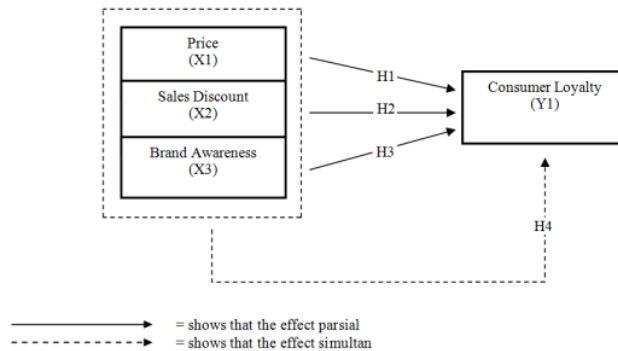 Price
(X1)
Sales Discount
(X2)
Brand Awareness
(X3)
H1
H2
H3
Consumer Loyalty
(Y1)
H4
= shows that the effect parsial
= shows that the effect simultan